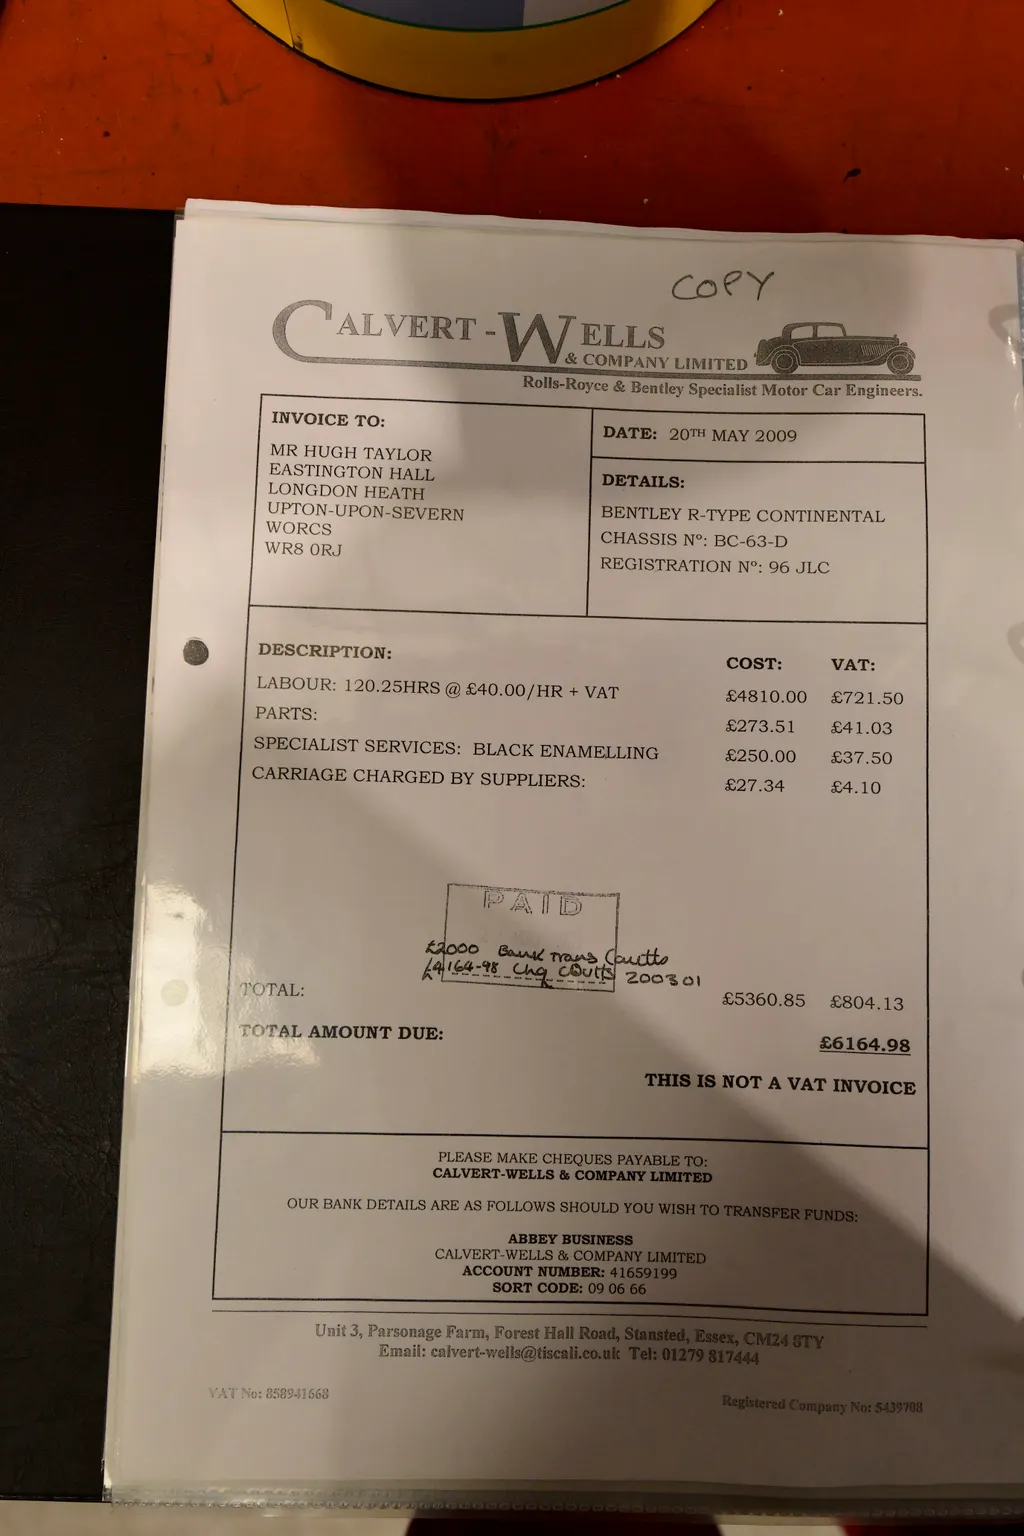 COPY
CALVERT-WELLS
& COMPANY LIMITED
Rolls-Royce & Bentley Specialist Motor Car Engineers.
INVOICE TO:
MR HUGH TAYLOR
EASTINGTON HALL
LONGDON HEATH
UPTON-UPON-SEVERN
WORCS
WR8 0RJ
DATE: 20TH MAY 2009
DETAILS:
BENTLEY R-TYPE CONTINENTAL
CHASSIS Nº: BC-63-D
REGISTRATION Nº: 96 JLC
DESCRIPTION: COST: VAT:
LABOUR: 120.25HRS @ £40.00/HR + VAT £4810.00 £721.50
PARTS: £273.51 £41.03
SPECIALIST SERVICES: BLACK ENAMELLING £250.00 £37.50
CARRIAGE CHARGED BY SUPPLIERS: £27.34 £4.10
PAID
£2000 Bank Trans Coutts
£4164-98 Chq Coutts 200301
TOTAL: £5360.85 £804.13
TOTAL AMOUNT DUE: £6164.98
THIS IS NOT A VAT INVOICE
PLEASE MAKE CHEQUES PAYABLE TO:
CALVERT-WELLS & COMPANY LIMITED
OUR BANK DETAILS ARE AS FOLLOWS SHOULD YOU WISH TO TRANSFER FUNDS:
ABBEY BUSINESS
CALVERT-WELLS & COMPANY LIMITED
ACCOUNT NUMBER: 41659199
SORT CODE: 09 06 66
Unit 3, Parsonage Farm, Forest Hall Road, Stansted, Essex, CM24 8TY
Email: calvert-wells@tiscali.co.uk Tel: 01279 817444
VAT No: 858941668
Registered Company No: 5439708